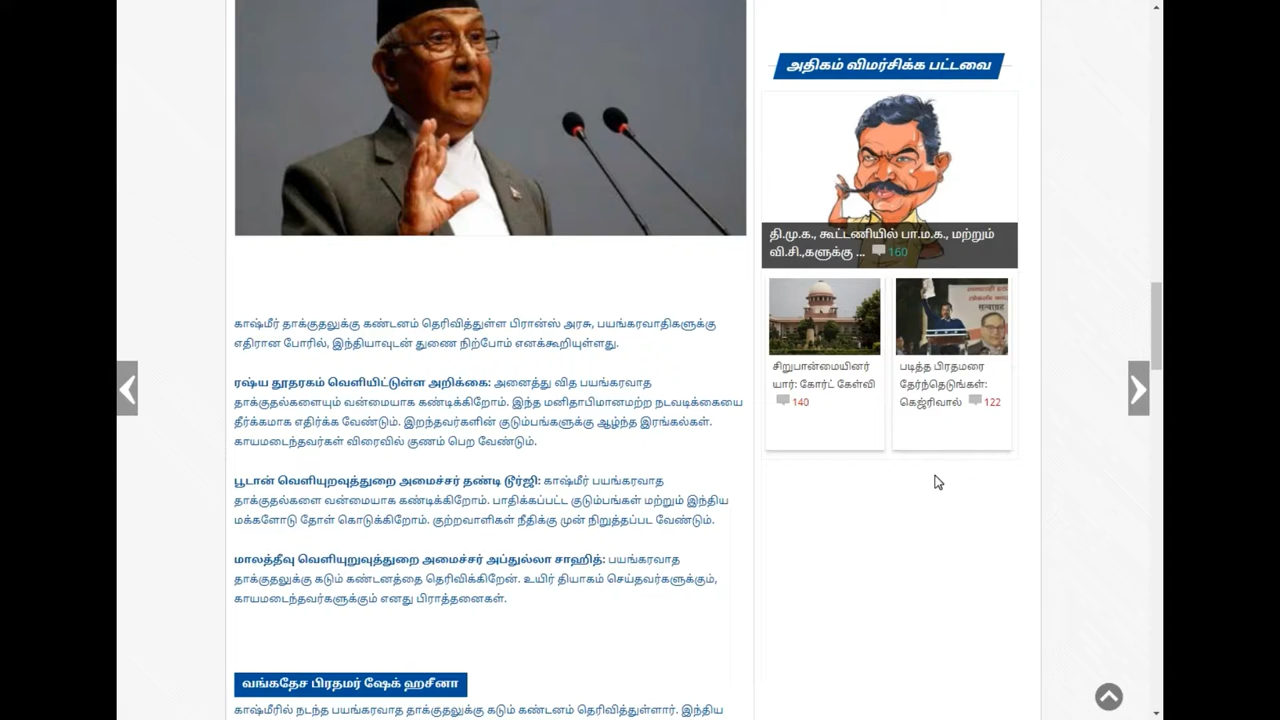 காஷ்மீர் தாக்குதலுக்கு கண்டனம் தெரிவித்துள்ள பிரான்ஸ் அரசு, பயங்கரவாதிகளுக்கு
எதிரான போரில், இந்தியாவுடன் துணை நிற்போம் எனக்கூறியுள்ளது.
ரஷ்ய தூதரகம் வெளியிட்டுள்ள அறிக்கை: அனைத்து வித பயங்கரவாத
தாக்குதல்களையும் வன்மையாக கண்டிக்கிறோம். இந்த மனிதாபிமானமற்ற நடவடிக்கையை
தீர்க்கமாக எதிர்க்க வேண்டும். இறந்தவர்களின் குடும்பங்களுக்கு ஆழ்ந்த இரங்கல்கள்.
காயமடைந்தவர்கள் விரைவில் குணம் பெற வேண்டும்.
பூடான் வெளியுறவுத்துறை அமைச்சர் தண்டி டூர்ஜி: காஷ்மீர் பயங்கரவாத
தாக்குதல்களை வன்மையாக கண்டிக்கிறோம். பாதிக்கப்பட்ட குடும்பங்கள் மற்றும் இந்திய
மக்களோடு தோள் கொடுக்கிறோம். குற்றவாளிகள் நீதிக்கு முன் நிறுத்தப்பட வேண்டும்.
மாலத்தீவு வெளியுறுவுத்துறை அமைச்சர் அப்துல்லா சாஹித்: பயங்கரவாத
தாக்குதலுக்கு கடும் கண்டனத்தை தெரிவிக்கிறேன். உயிர் தியாகம் செய்தவர்களுக்கும்,
காயமடைந்தவர்களுக்கும் எனது பிராத்தனைகள்.
வங்கதேச பிரதமர் ஷேக் ஹசீனா
காஷ்மீரில் நடந்த பயங்கரவாத தாக்குதலுக்கு கடும் கண்டனம் தெரிவித்துள்ளார். இந்திய
அதிகம் விமர்சிக்க பட்டவை
தி.மு.க., கூட்டணியில் பா.ம.க., மற்றும்
வி.சி.,களுக்கு ... 160
சிறுபான்மையினர்
யார்: கோர்ட் கேள்வி
140
படித்த பிரதமரை
தேர்ந்தெடுங்கள்:
கெஜ்ரிவால் 122